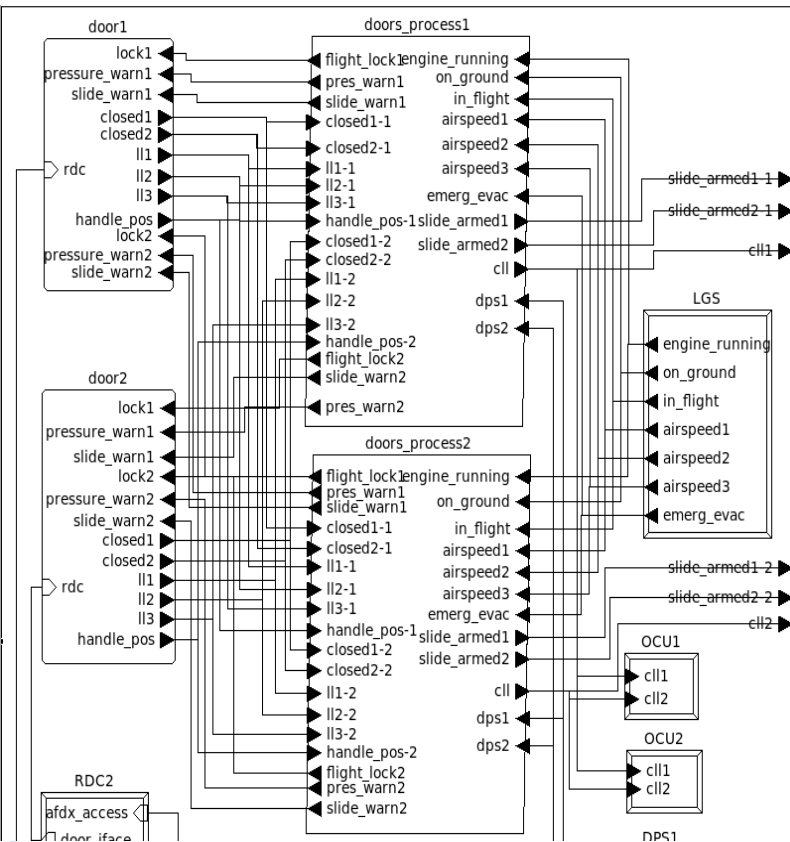 door1
lock1
pressure_warn1
slide_warn1
closed1
closed2
ll1
ll2
ll3
handle_pos
lock2
pressure_warn2
slide_warn2
rdc
doors_process1
flight_lock1
pres_warn1
slide_warn1
closed1-1
closed2-1
ll1-1
ll2-1
ll3-1
handle_pos-1
closed1-2
closed2-2
ll1-2
ll2-2
ll3-2
handle_pos-2
flight_lock2
slide_warn2
pres_warn2
engine_running
on_ground
in_flight
airspeed1
airspeed2
airspeed3
emerg_evac
slide_armed1
slide_armed2
cll
dps1
dps2
slide_armed1-1
slide_armed2-1
cll1
LGS
engine_running
on_ground
in_flight
airspeed1
airspeed2
airspeed3
emerg_evac
door2
lock1
pressure_warn1
slide_warn1
lock2
pressure_warn2
slide_warn2
closed1
closed2
ll1
ll2
ll3
handle_pos
rdc
doors_process2
flight_lock1
pres_warn1
slide_warn1
closed1-1
closed2-1
ll1-1
ll2-1
ll3-1
handle_pos-1
closed1-2
closed2-2
ll1-2
ll2-2
ll3-2
handle_pos-2
flight_lock2
pres_warn2
slide_warn2
engine_running
on_ground
in_flight
airspeed1
airspeed2
airspeed3
emerg_evac
slide_armed1
slide_armed2
cll
dps1
dps2
slide_armed1-2
slide_armed2-2
cll2
OCU1
cll1
cll2
OCU2
cll1
cll2
RDC2
afdx_access
door_iface
DPS1